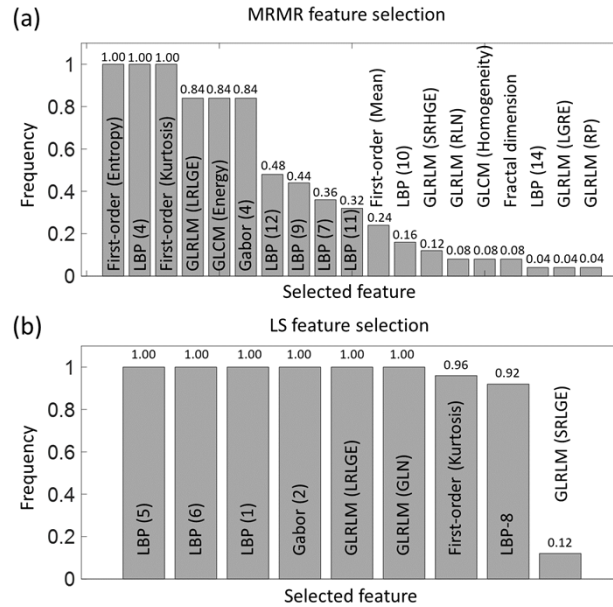 (a)
MRMR feature selection
Frequency
1
0.8
0.6
0.4
0.2
0
1.00 1.00 1.00
0.84 0.84 0.84
0.48
0.44
0.36
0.32
0.24
0.16
0.12
0.08 0.08 0.08
0.04 0.04 0.04
First-order (Entropy)
LBP (4)
First-order (Kurtosis)
GLRLM (LRLGE)
GLCM (Energy)
Gabor (4)
LBP (12)
LBP (9)
LBP (7)
LBP (11)
First-order (Mean)
LBP (10)
GLRLM (SRHGE)
GLRLM (RLN)
GLCM (Homogeneity)
Fractal dimension
LBP (14)
GLRLM (LGRE)
GLRLM (RP)
Selected feature
(b)
LS feature selection
Frequency
1
0.8
0.6
0.4
0.2
0
1.00 1.00 1.00 1.00 1.00 1.00
0.96
0.92
0.12
LBP (5)
LBP (6)
LBP (1)
Gabor (2)
GLRLM (LRLGE)
GLRLM (GLN)
First-order (Kurtosis)
LBP-8
GLRLM (SRLGE)
Selected feature